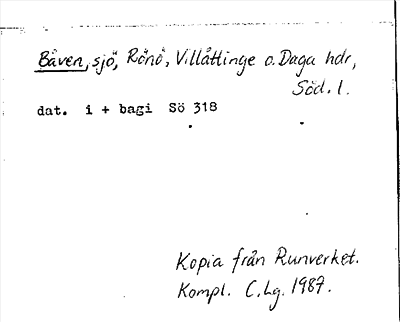 Båven, sjö, Rönö, Villåttinge o. Daga hdr,
Söd. l.
dat. i + bagi Sö 318
Kopia från Runverket.
Kompl. C.Lg. 1987.